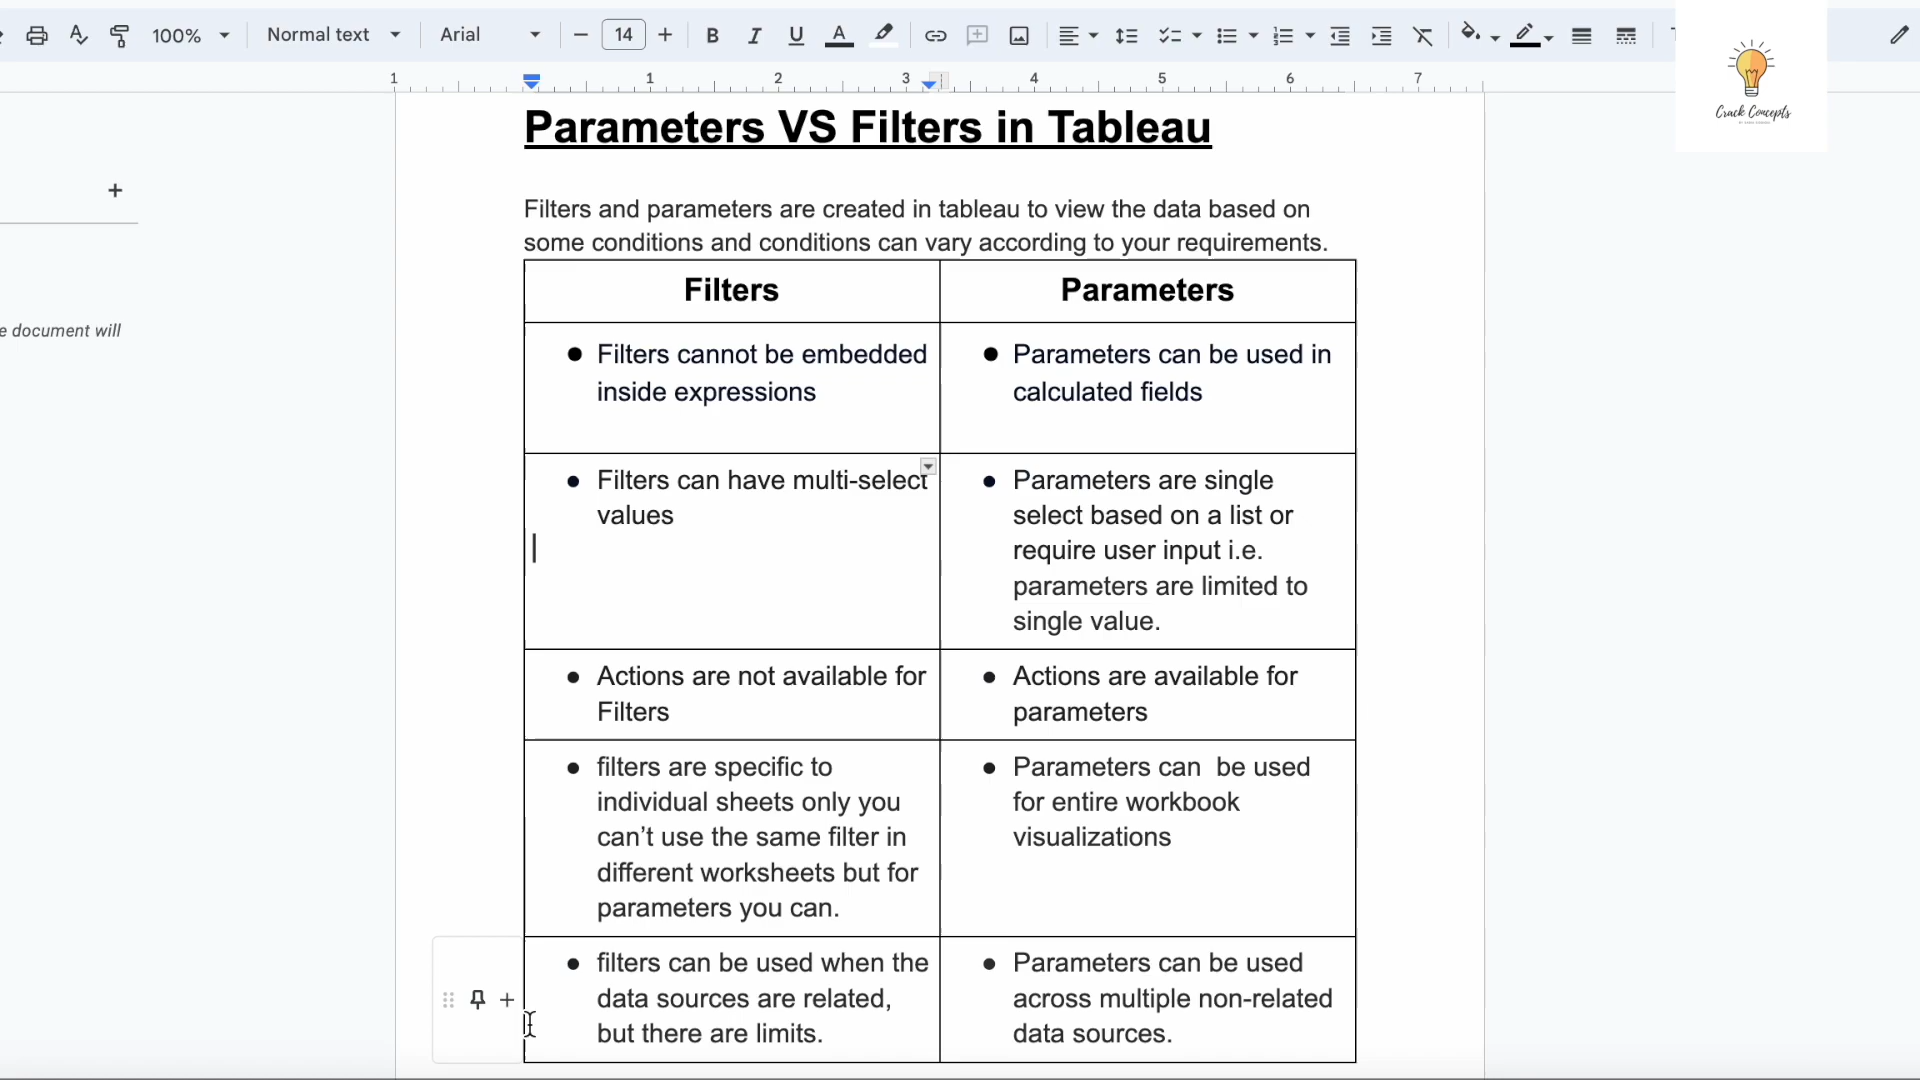 100%
Normal text
Arial
14
B
I
U
A
1
1
2
3
4
5
6
7
Crack Concepts
Parameters VS Filters in Tableau
Filters and parameters are created in tableau to view the data based on
some conditions and conditions can vary according to your requirements.
e document will
Filters
Parameters
● Filters cannot be embedded
inside expressions
● Parameters can be used in
calculated fields
● Filters can have multi-select
values
● Parameters are single
select based on a list or
require user input i.e.
parameters are limited to
single value.
● Actions are not available for
Filters
● Actions are available for
parameters
● filters are specific to
individual sheets only you
can’t use the same filter in
different worksheets but for
parameters you can.
● Parameters can  be used
for entire workbook
visualizations
● filters can be used when the
data sources are related,
but there are limits.
● Parameters can be used
across multiple non-related
data sources.